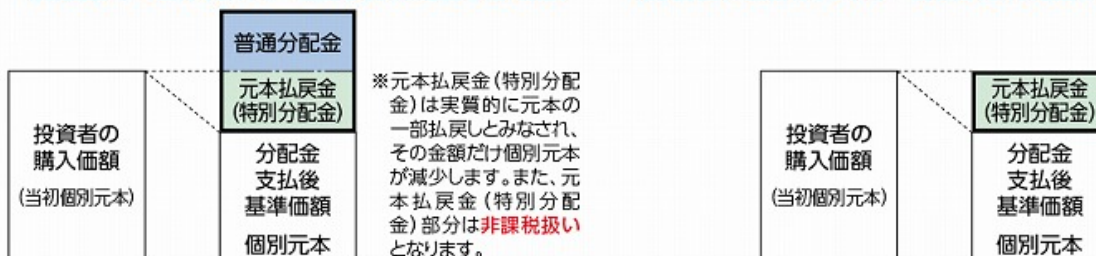 普通分配金
元本払戻金
(特別分配金)
投資者の
購入価額
(当初個別元本)
分配金
支払後
基準価額
個別元本
※元本払戻金(特別分配
金)は実質的に元本の
一部払戻しとみなされ、
その金額だけ個別元本
が減少します。また、元
本払戻金(特別分配
金)部分は非課税扱い
となります。
投資者の
購入価額
(当初個別元本)
元本払戻金
(特別分配金)
分配金
支払後
基準価額
個別元本